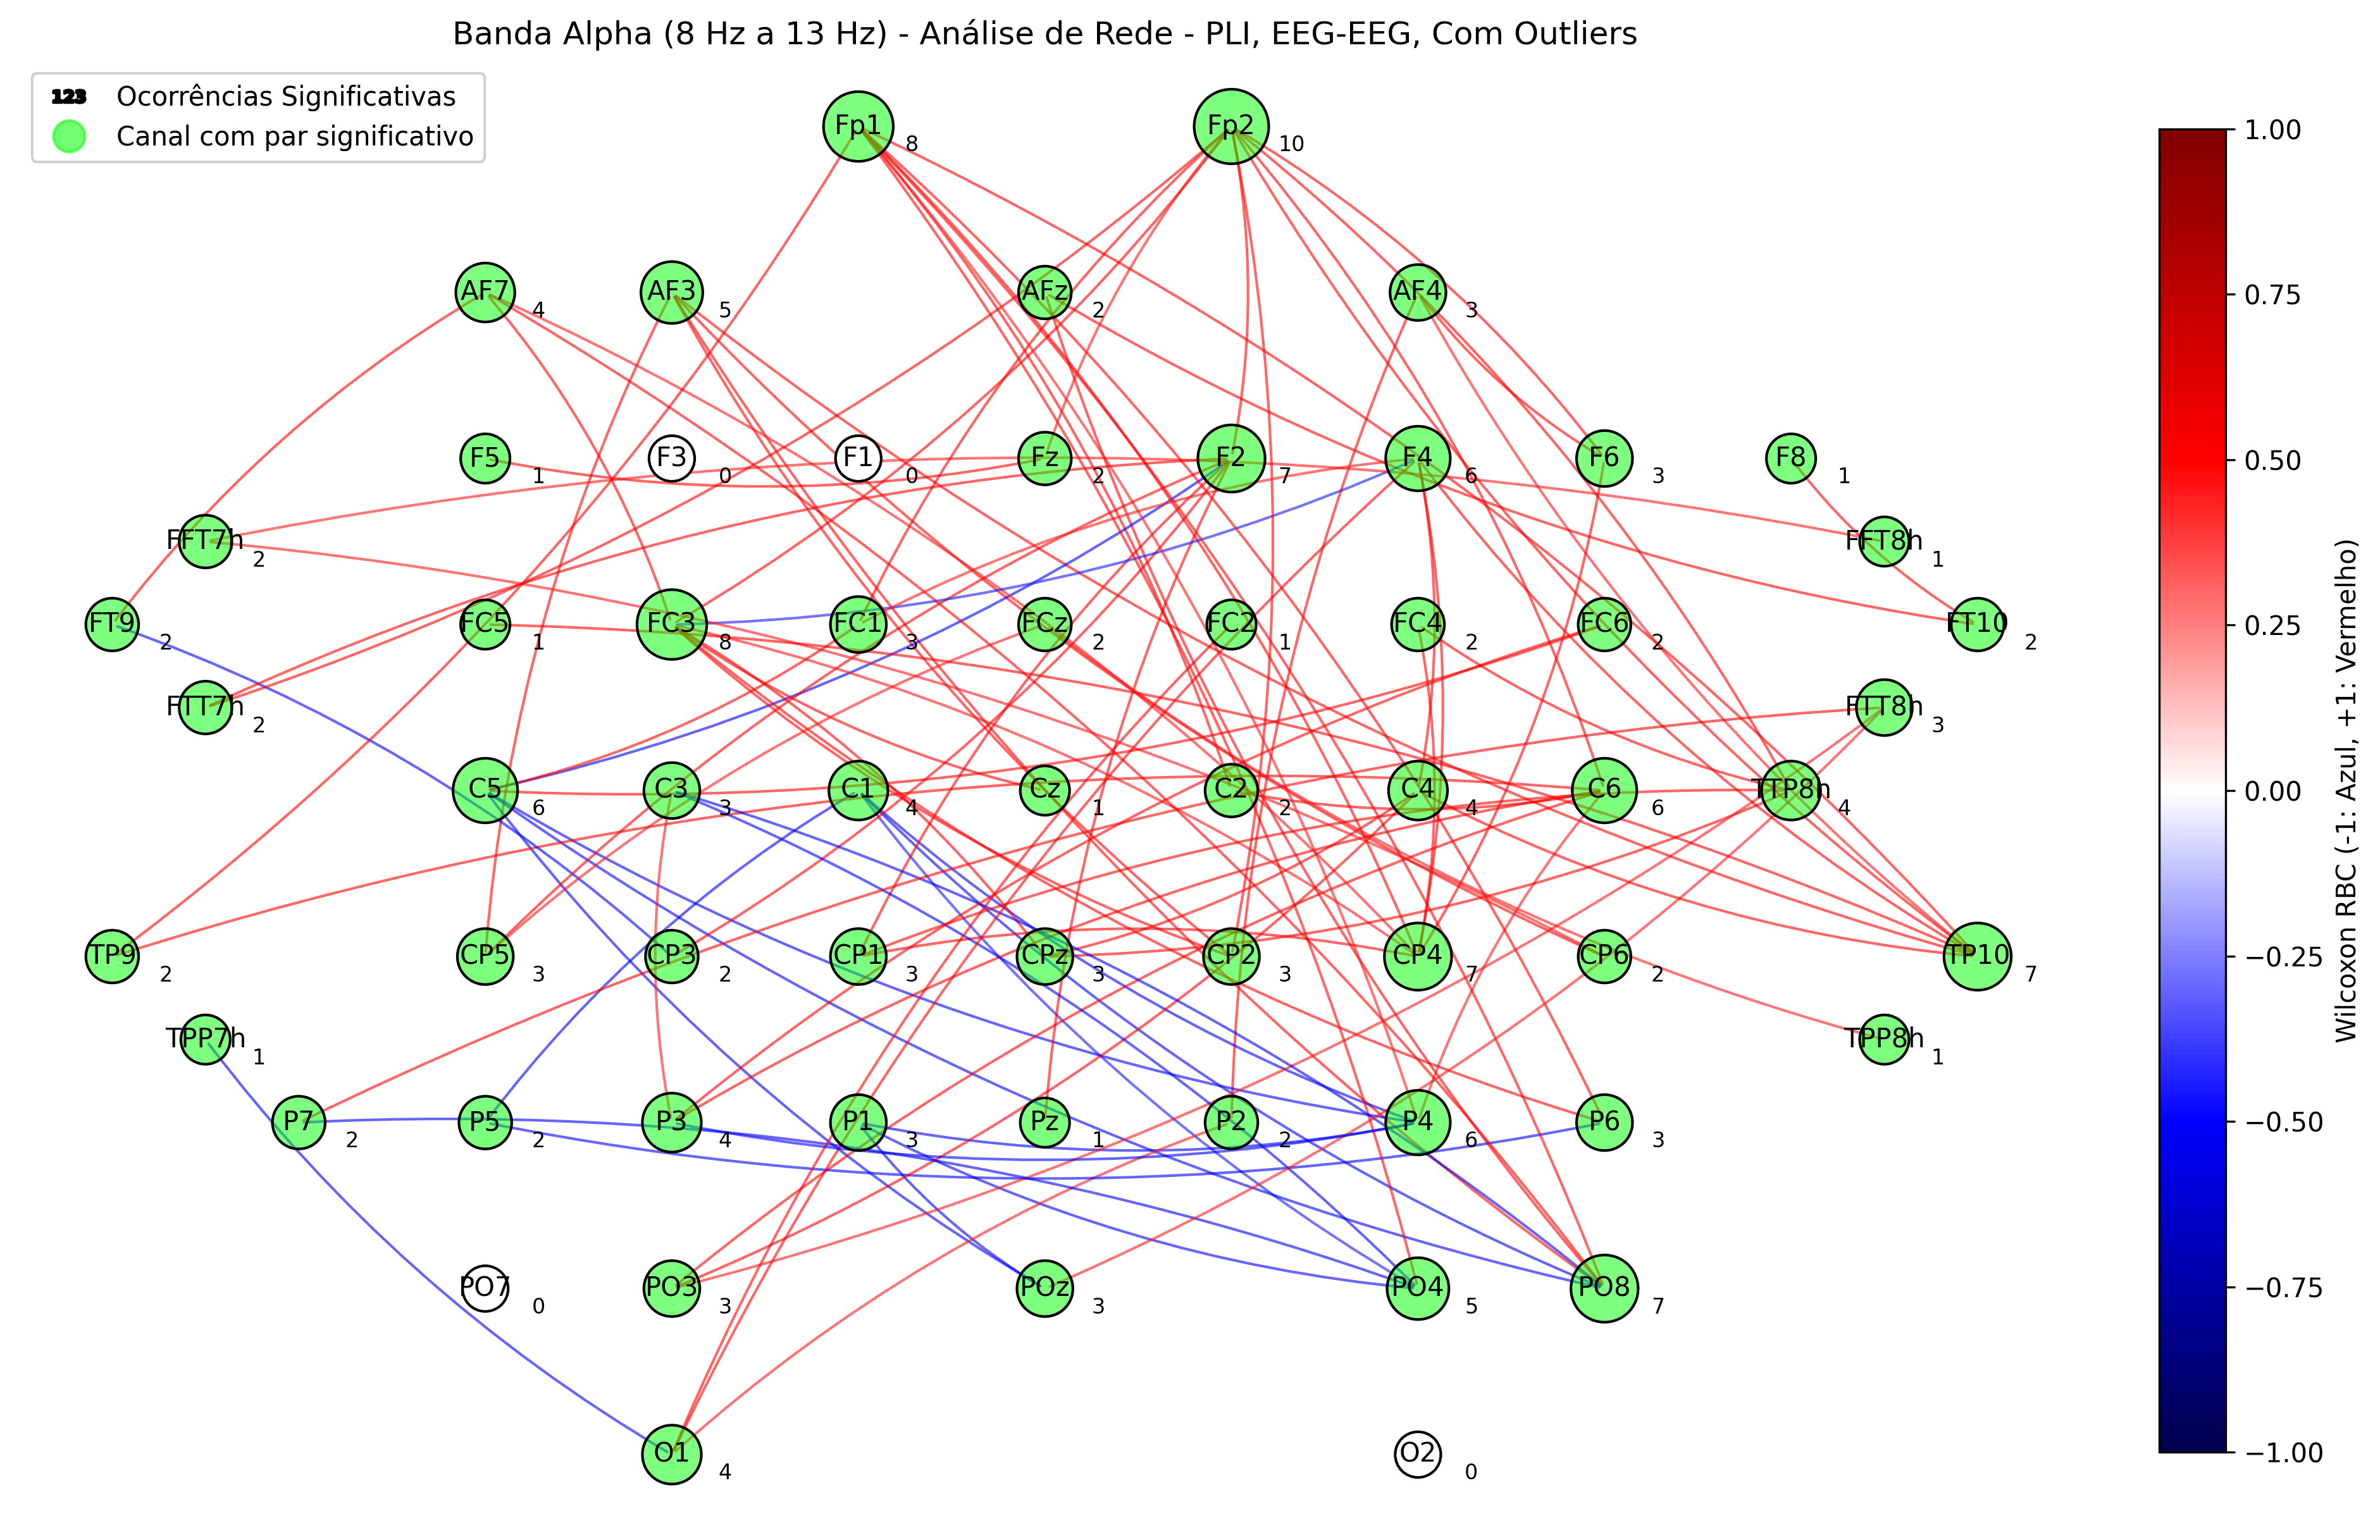 Banda Alpha (8 Hz a 13 Hz) - Análise de Rede - PLI, EEG-EEG, Com Outliers
123 Ocorrências Significativas
Canal com par significativo
Fp1 8 Fp2 10
AF7 4 AF3 5 AFz 2 AF4 3
F5 1 F3 0 F1 0 Fz 2 F2 7 F4 6 F6 3 F8 1
FFT7h 2 FFT8h 1
FT9 2 FC5 1 FC3 8 FC1 3 FCz 2 FC2 1 FC4 2 FC6 2 FT10 2
FTT7h 2 FTT8h 3
C5 6 C3 3 C1 4 Cz 1 C2 2 C4 4 C6 6 TTP8h 4
TP9 2 CP5 3 CP3 2 CP1 3 CPz 3 CP2 3 CP4 7 CP6 2 TP10 7
TPP7h 1 TPP8h 1
P7 2 P5 2 P3 4 P1 3 Pz 1 P2 2 P4 6 P6 3
PO7 0 PO3 3 POz 3 PO4 5 PO8 7
O1 4 O2 0
1.00
0.75
0.50
0.25
0.00
−0.25
−0.50
−0.75
−1.00
Wilcoxon RBC (-1: Azul, +1: Vermelho)